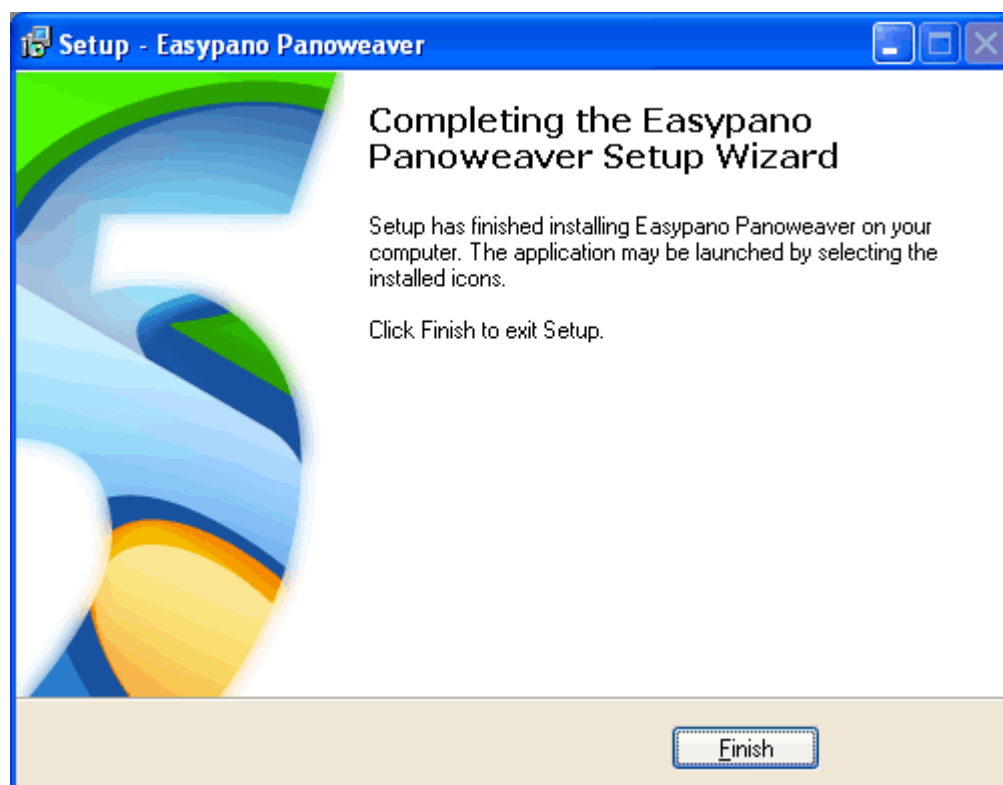 Setup - Easypano Panoweaver
Completing the Easypano
Panoweaver Setup Wizard
Setup has finished installing Easypano Panoweaver on your
computer. The application may be launched by selecting the
installed icons.
Click Finish to exit Setup.
Finish